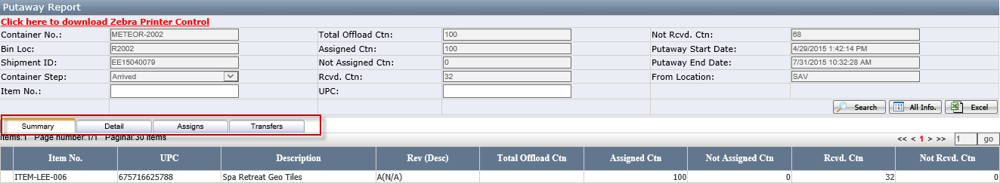 Putaway Report
Click here to download Zebra Printer Control
Container No.: METEOR-2002 Total Offload Ctn: 100 Not Rcvd. Ctn: 68
Bin Loc: R2002 Assigned Ctn: 100 Putaway Start Date: 4/29/2015 1:42:14 PM
Shipment ID: EE15040079 Not Assigned Ctn: 0 Putaway End Date: 7/31/2015 10:32:28 AM
Container Step: Arrived Rcvd. Ctn: 32 From Location: SAV
Item No.: UPC:
Search All Info. Excel
Summary Detail Assigns Transfers
Items:1 Page number:1/1 Paginal:30 Items << < 1 > >> 1 go
Item No. UPC Description Rev (Desc) Total Offload Ctn Assigned Ctn Not Assigned Ctn Rcvd. Ctn Not Rcvd. Ctn
ITEM-LEE-006 675716625788 Spa Retreat Geo Tiles A(N/A) 100 0 32 0